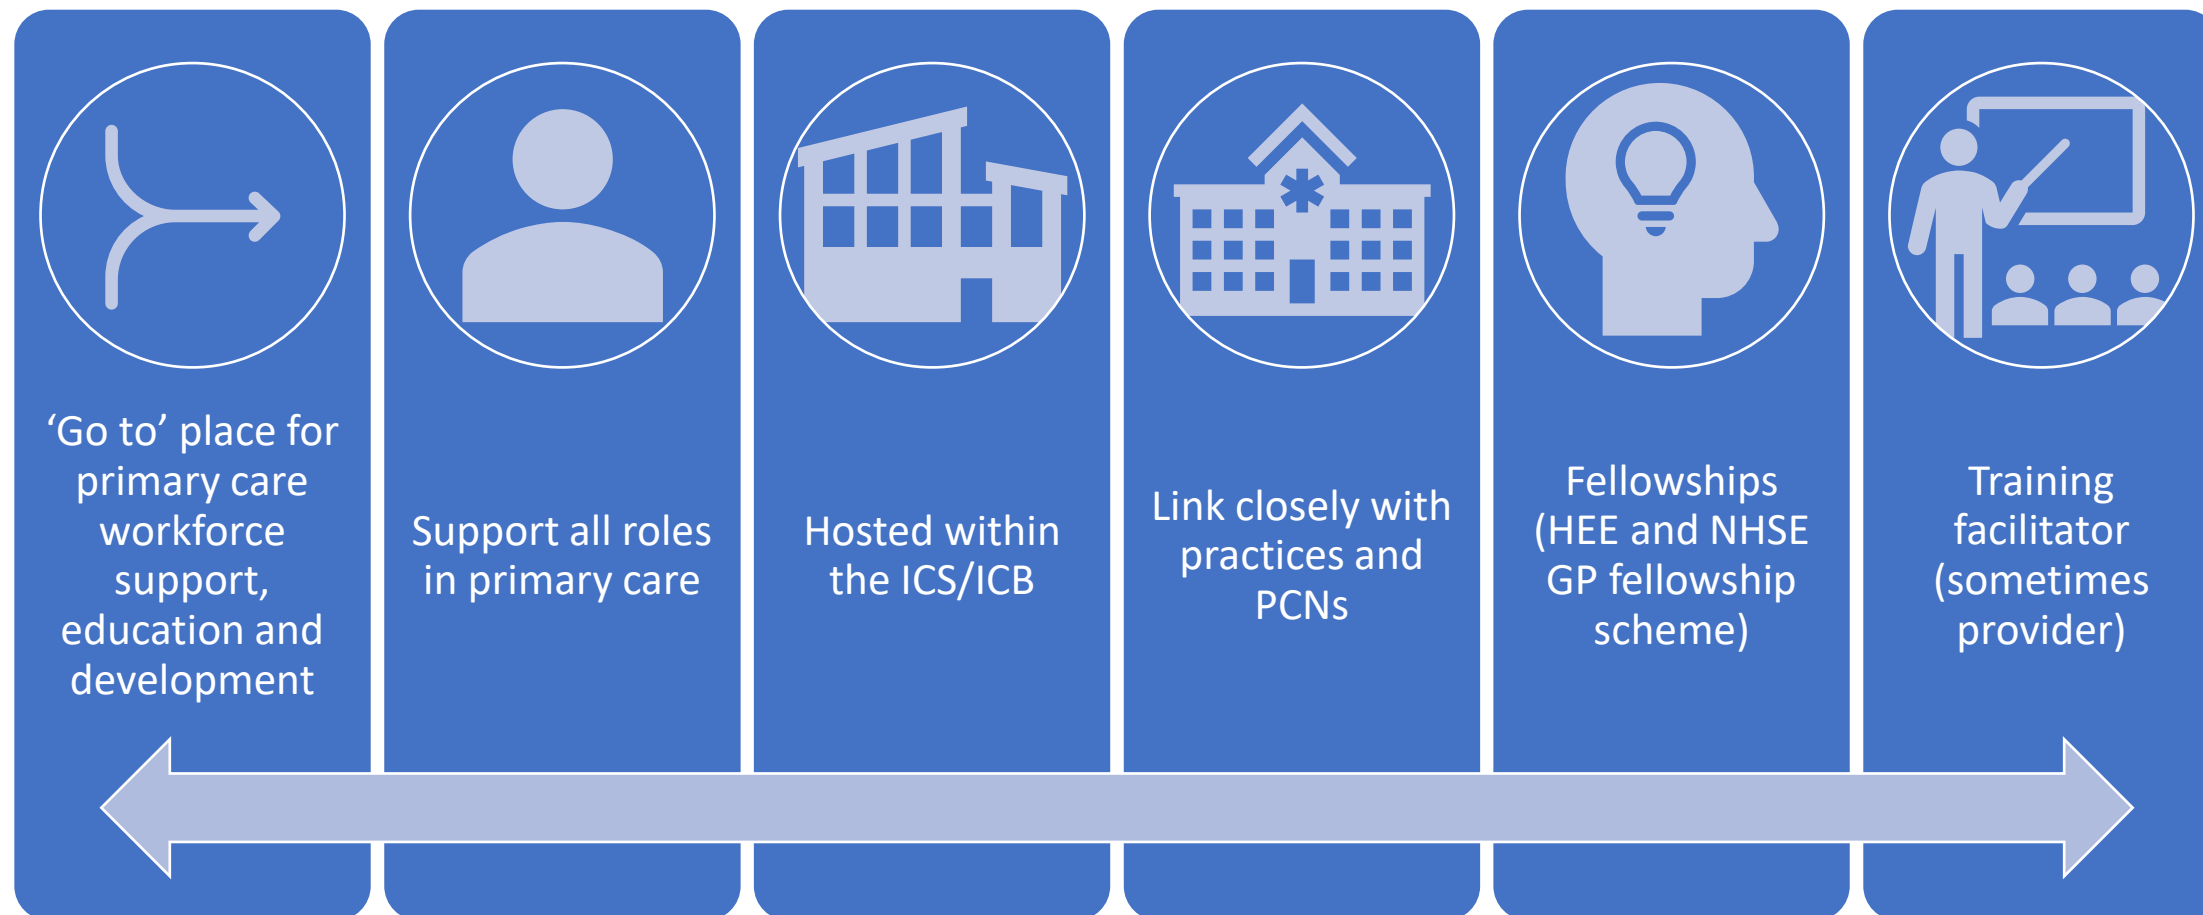 ‘Go to’ place for
primary care
workforce
support,
education and
development
Support all roles
in primary care
Hosted within
the ICS/ICB
Link closely with
practices and
PCNs
Fellowships
(HEE and NHSE
GP fellowship
scheme)
Training
facilitator
(sometimes
provider)